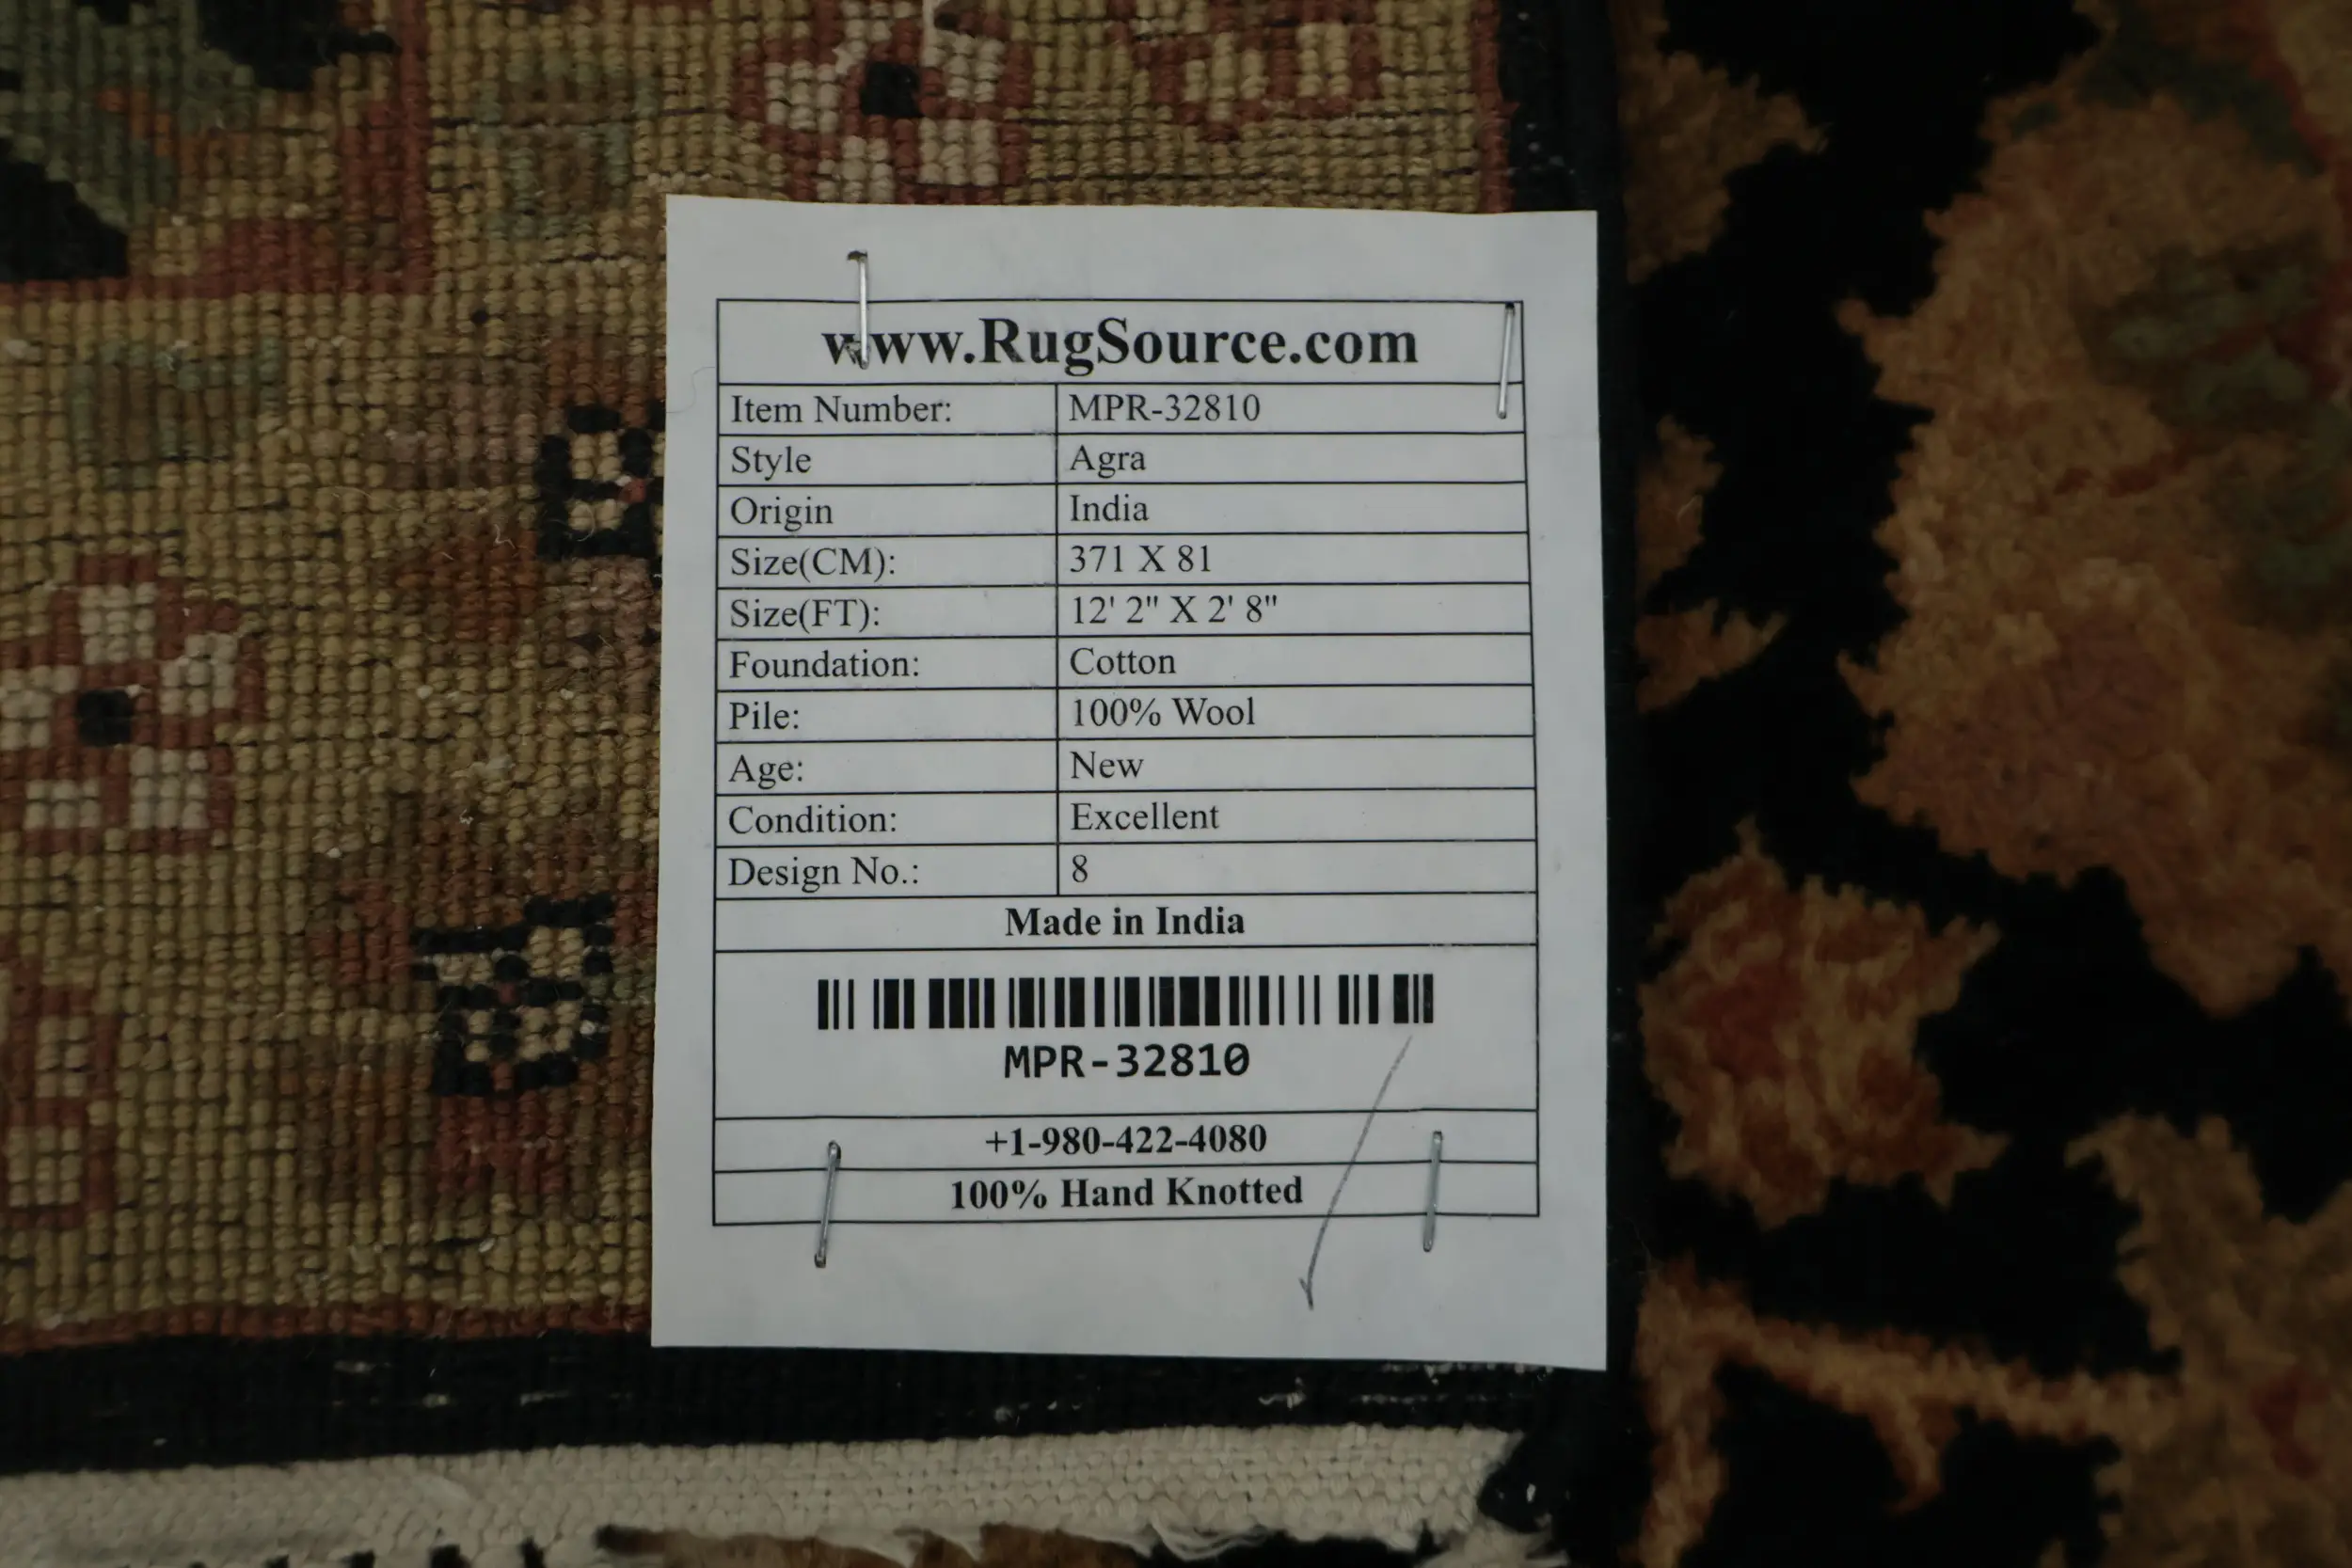 www.RugSource.com
Item Number: MPR-32810
Style Agra
Origin India
Size(CM): 371 X 81
Size(FT): 12' 2" X 2' 8"
Foundation: Cotton
Pile: 100% Wool
Age: New
Condition: Excellent
Design No.: 8
Made in India
MPR-32810
+1-980-422-4080
100% Hand Knotted